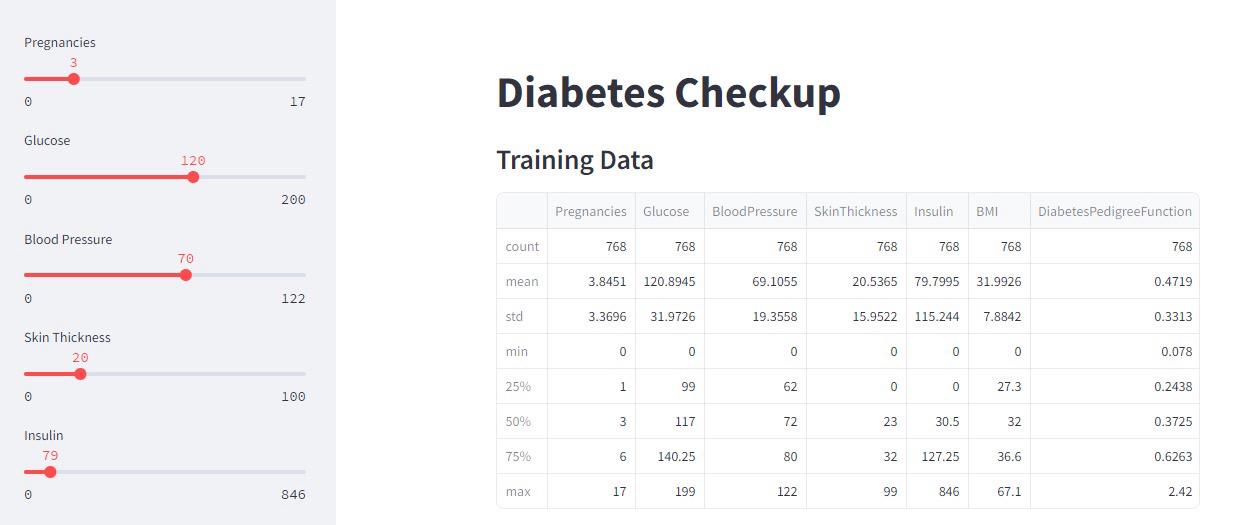 Pregnancies
3
0 17
Glucose
120
0 200
Blood Pressure
70
0 122
Skin Thickness
20
0 100
Insulin
79
0 846
Diabetes Checkup
Training Data
Pregnancies Glucose BloodPressure SkinThickness Insulin BMI DiabetesPedigreeFunction
count 768 768 768 768 768 768 768
mean 3.8451 120.8945 69.1055 20.5365 79.7995 31.9926 0.4719
std 3.3696 31.9726 19.3558 15.9522 115.244 7.8842 0.3313
min 0 0 0 0 0 0 0.078
25% 1 99 62 0 0 27.3 0.2438
50% 3 117 72 23 30.5 32 0.3725
75% 6 140.25 80 32 127.25 36.6 0.6263
max 17 199 122 99 846 67.1 2.42